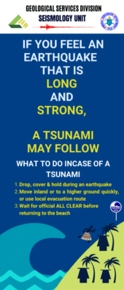 GEOLOGICAL SERVICES DIVISION
SEISMOLOGY UNIT
IF YOU FEEL AN
EARTHQUAKE
THAT IS
LONG
AND
STRONG,
A TSUNAMI
MAY FOLLOW
WHAT TO DO INCASE OF A
TSUNAMI
1. Drop, cover & hold during an earthquake
2. Move inland or to a higher ground quickly,
or use local evacuation route
3. Wait for official ALL CLEAR before
returning to the beach